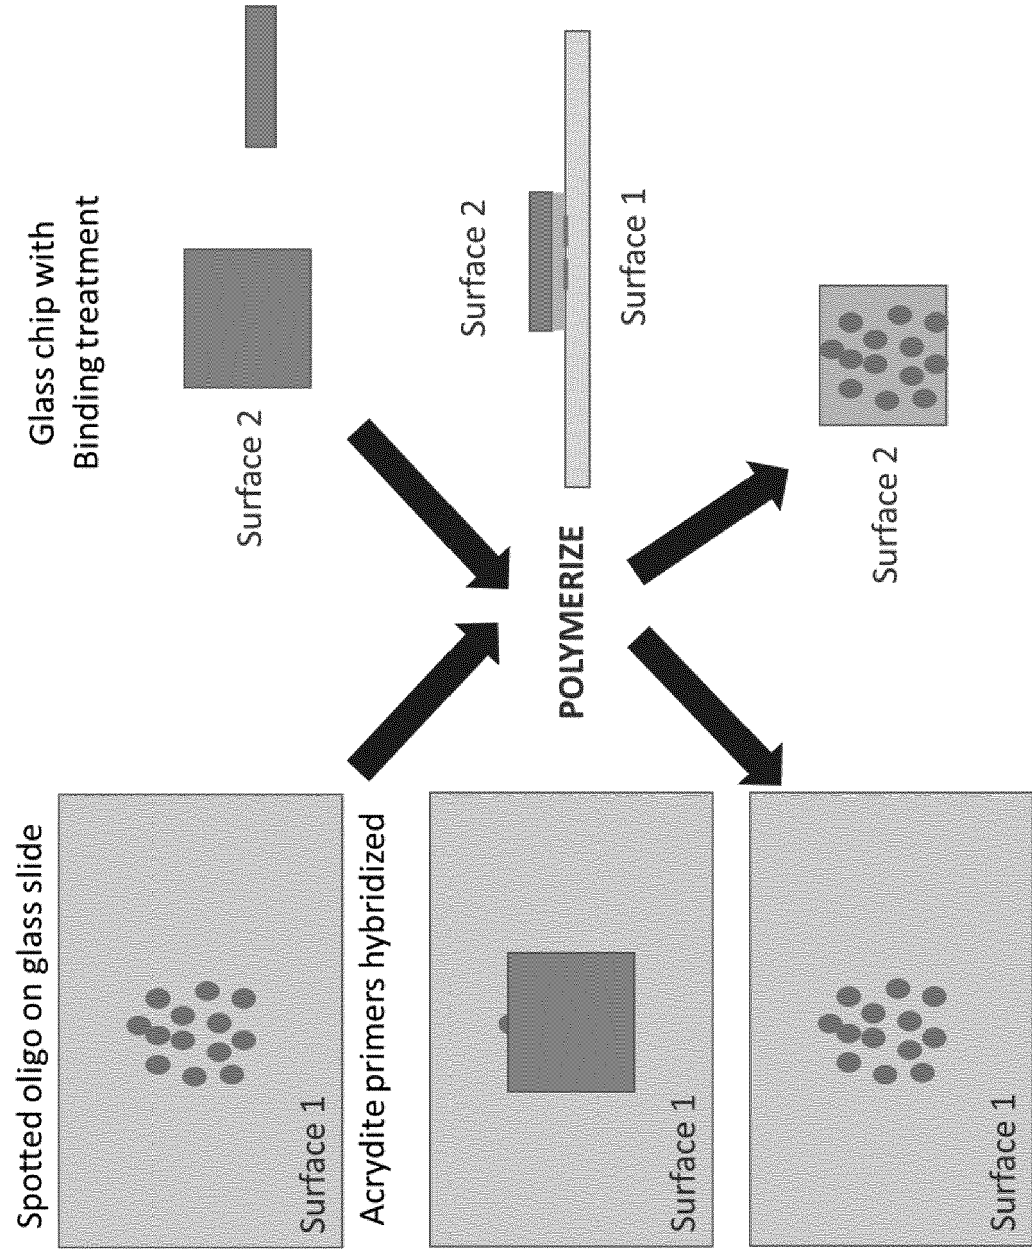 Spotted oligo on glass slide
Surface 1
Glass chip with
Binding treatment
Surface 2
Acrydite primers hybridized
Surface 1
POLYMERIZE
Surface 2
Surface 1
Surface 1
Surface 2